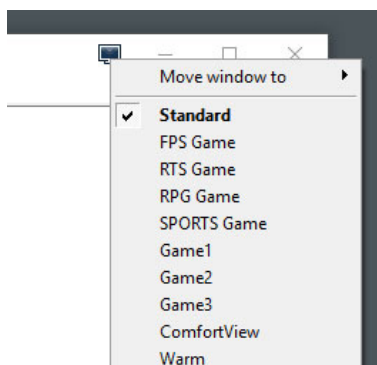 Move window to
Standard
FPS Game
RTS Game
RPG Game
SPORTS Game
Game1
Game2
Game3
ComfortView
Warm